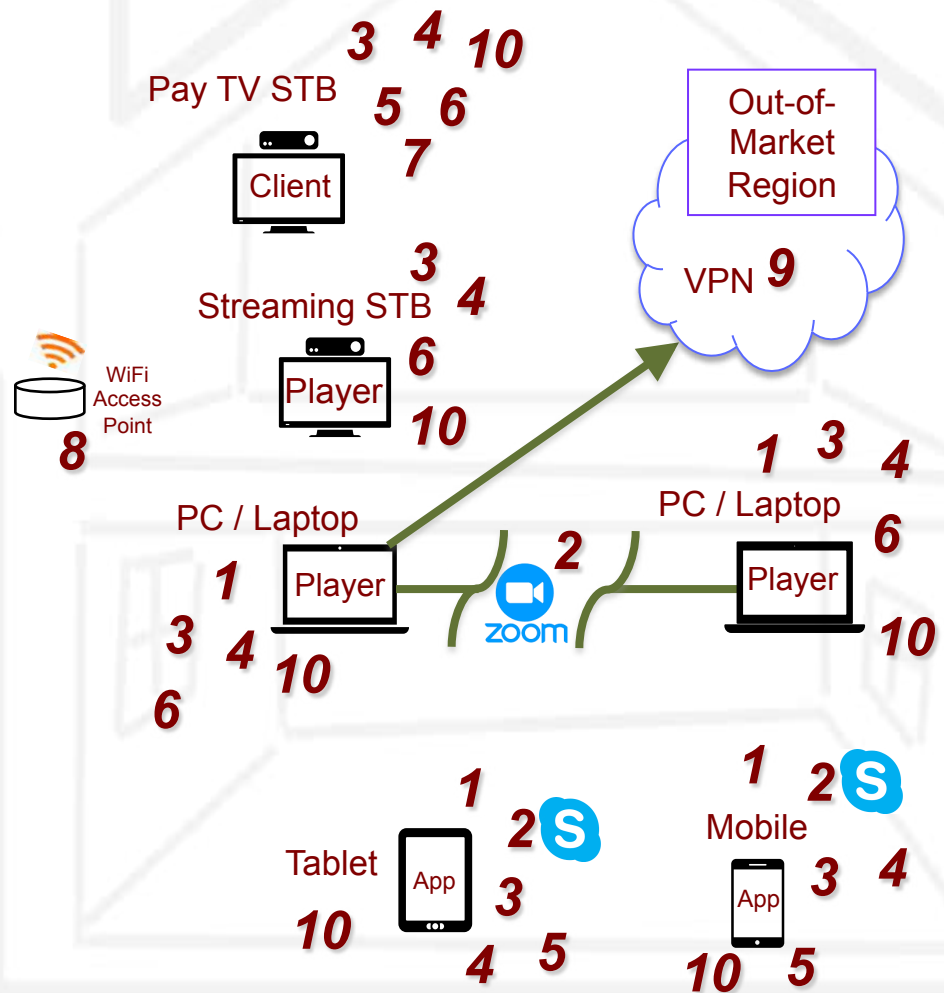 3 4 10
Pay TV STB
5 6
7
Client
Out-of-
Market
Region
VPN 9
3
Streaming STB 4
6
Player
10
WiFi
Access
Point
8
1 3 4
PC / Laptop
6
Player
10
PC / Laptop
1
Player
3 4 10
6
2
zoom
1
2 S
Tablet
App
3
10
4 5
1
2 S
Mobile
4
App
3
10 5